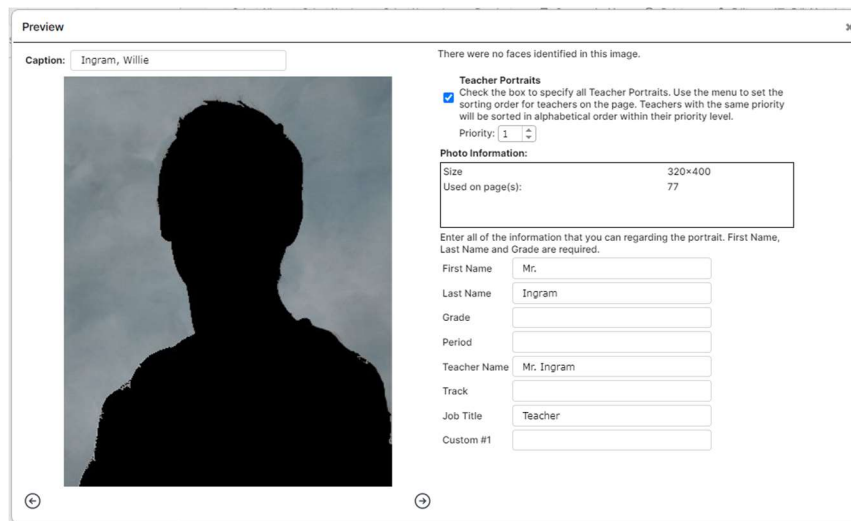 Preview
Caption: Ingram, Willie
There were no faces identified in this image.
Teacher Portraits
Check the box to specify all Teacher Portraits. Use the menu to set the
sorting order for teachers on the page. Teachers with the same priority
will be sorted in alphabetical order within their priority level.
Priority: 1
Photo Information:
Size 320×400
Used on page(s): 77
Enter all of the information that you can regarding the portrait. First Name,
Last Name and Grade are required.
First Name Mr.
Last Name Ingram
Grade
Period
Teacher Name Mr. Ingram
Track
Job Title Teacher
Custom #1